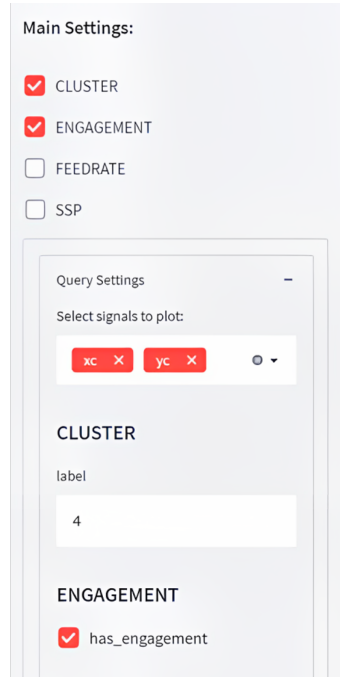 Main Settings:
CLUSTER
ENGAGEMENT
FEEDRATE
SSP
Query Settings
Select signals to plot:
xc yc
CLUSTER
label
4
ENGAGEMENT
has_engagement